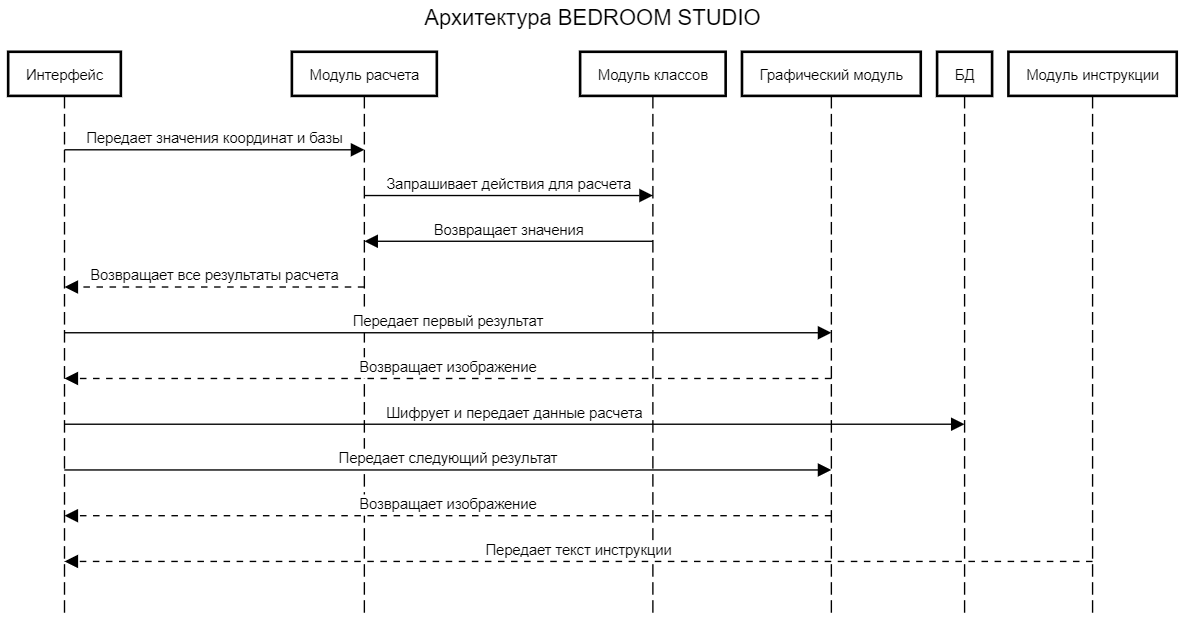 Архитектура BEDROOM STUDIO
Интерфейс
Модуль расчета
Модуль классов
Графический модуль
БД
Модуль инструкции
Передает значения координат и базы
Запрашивает действия для расчета
Возвращает значения
Возвращает все результаты расчета
Передает первый результат
Возвращает изображение
Шифрует и передает данные расчета
Передает следующий результат
Возвращает изображение
Передает текст инструкции